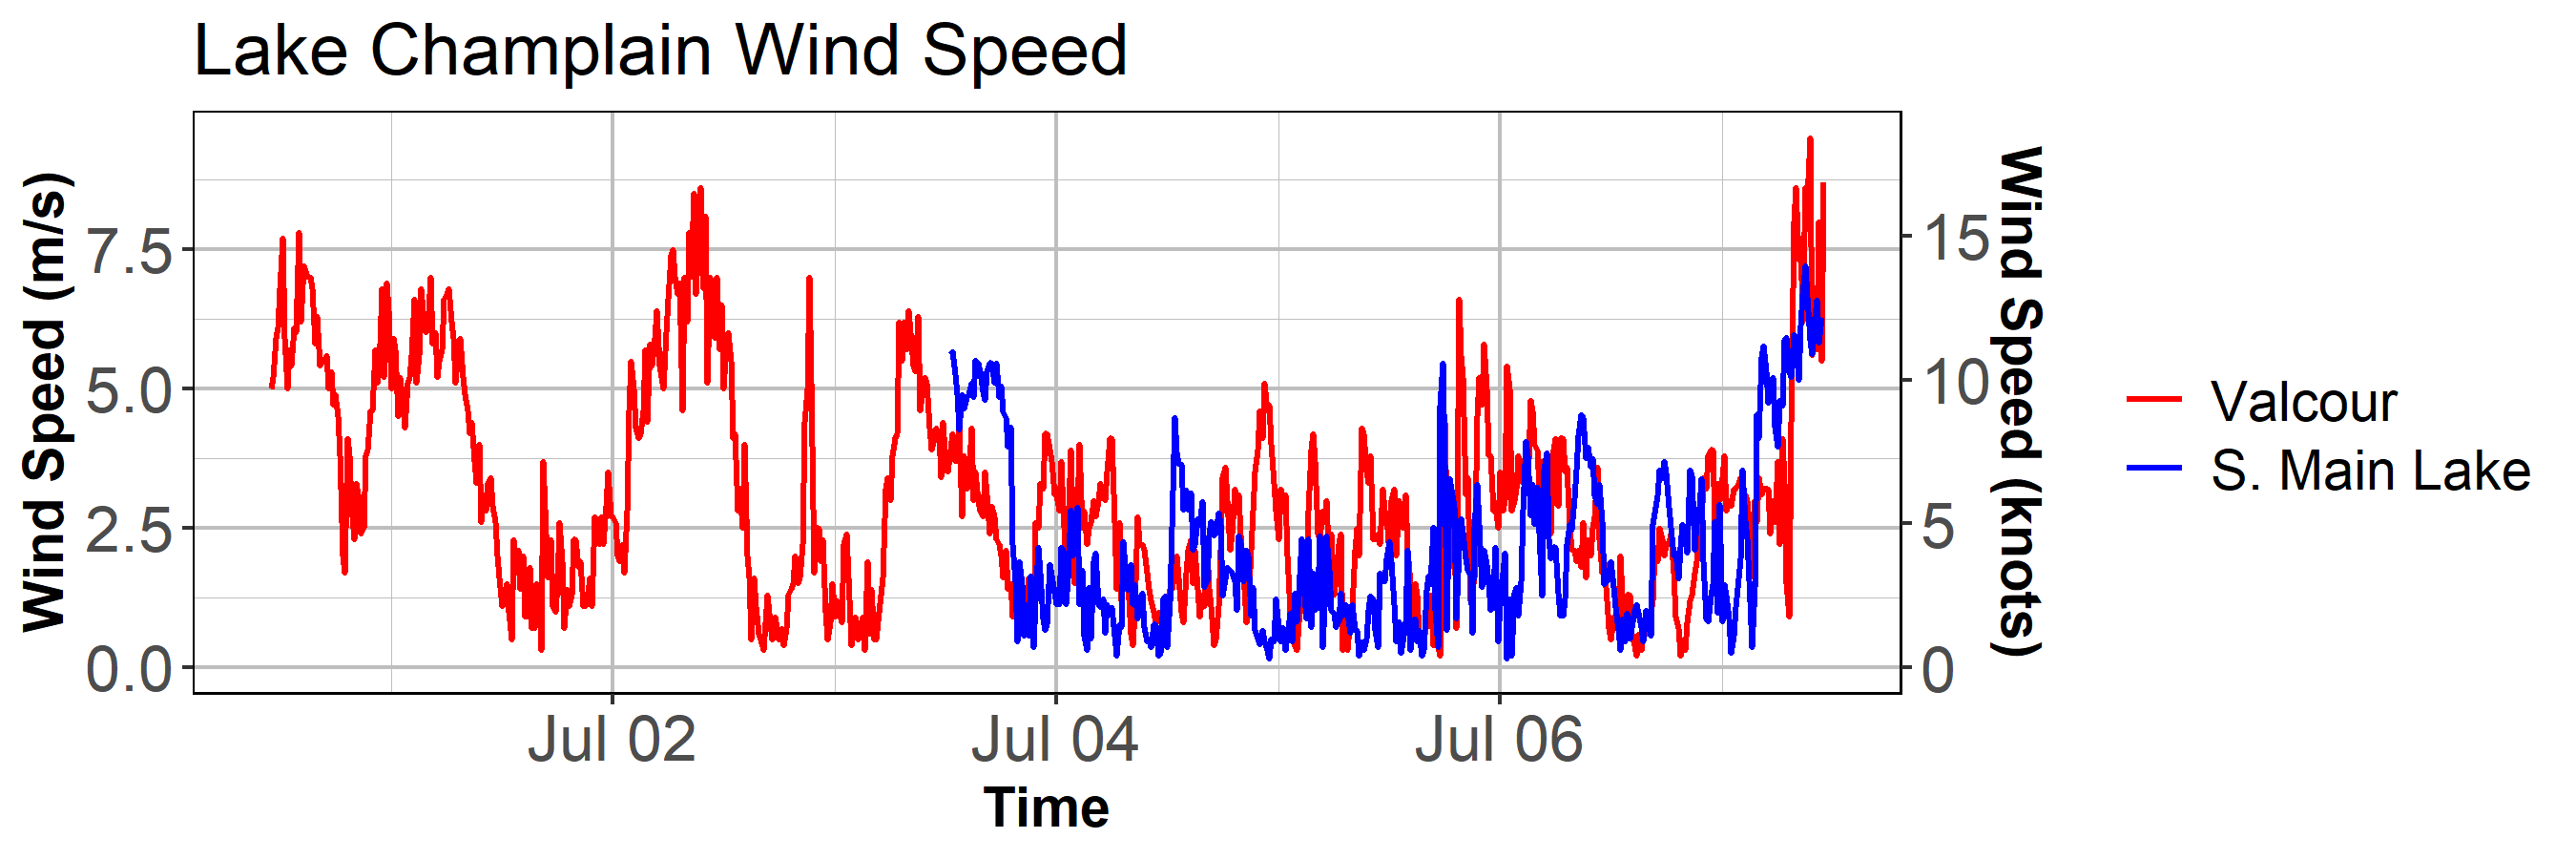 Lake Champlain Wind Speed
Wind Speed (m/s)
7.5
5.0
2.5
0.0
15
10
5
0
Wind Speed (knots)
Jul 02
Jul 04
Jul 06
Time
Valcour
S. Main Lake